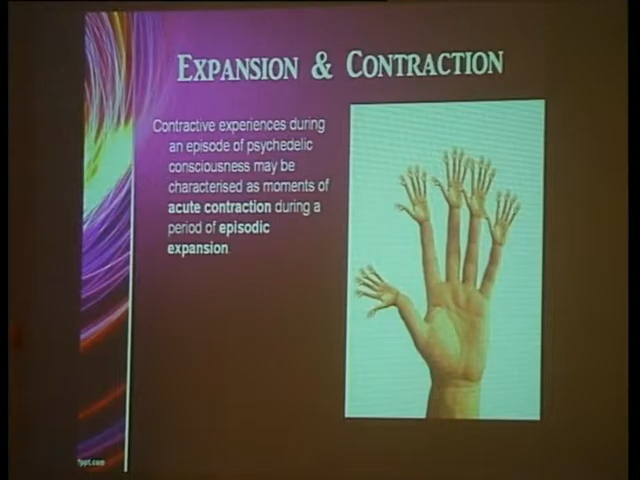 EXPANSION & CONTRACTION
Contractive experiences during
an episode of psychedelic
consciousness may be
characterised as moments of
acute contraction during a
period of episodic
expansion.
fppt.com